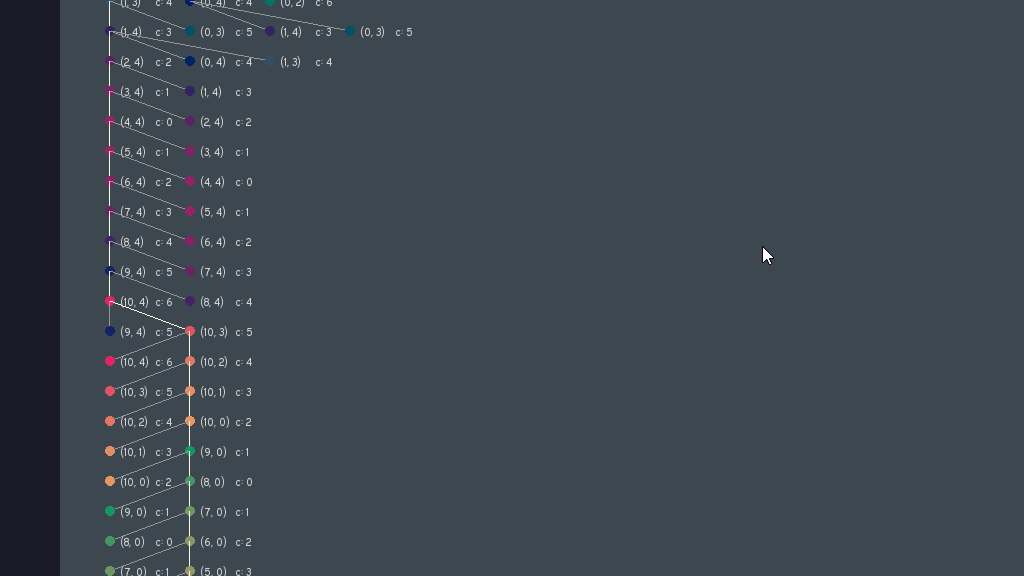 (1, 3) c: 4 (0, 4) c: 4 (0, 2) c: 6
(1, 4) c: 3 (0, 3) c: 5 (1, 4) c: 3 (0, 3) c: 5
(2, 4) c: 2 (0, 4) c: 4 (1, 3) c: 4
(3, 4) c: 1 (1, 4) c: 3
(4, 4) c: 0 (2, 4) c: 2
(5, 4) c: 1 (3, 4) c: 1
(6, 4) c: 2 (4, 4) c: 0
(7, 4) c: 3 (5, 4) c: 1
(8, 4) c: 4 (6, 4) c: 2
(9, 4) c: 5 (7, 4) c: 3
(10, 4) c: 6 (8, 4) c: 4
(9, 4) c: 5 (10, 3) c: 5
(10, 4) c: 6 (10, 2) c: 4
(10, 3) c: 5 (10, 1) c: 3
(10, 2) c: 4 (10, 0) c: 2
(10, 1) c: 3 (9, 0) c: 1
(10, 0) c: 2 (8, 0) c: 0
(9, 0) c: 1 (7, 0) c: 1
(8, 0) c: 0 (6, 0) c: 2
(7, 0) c: 1 (5, 0) c: 3